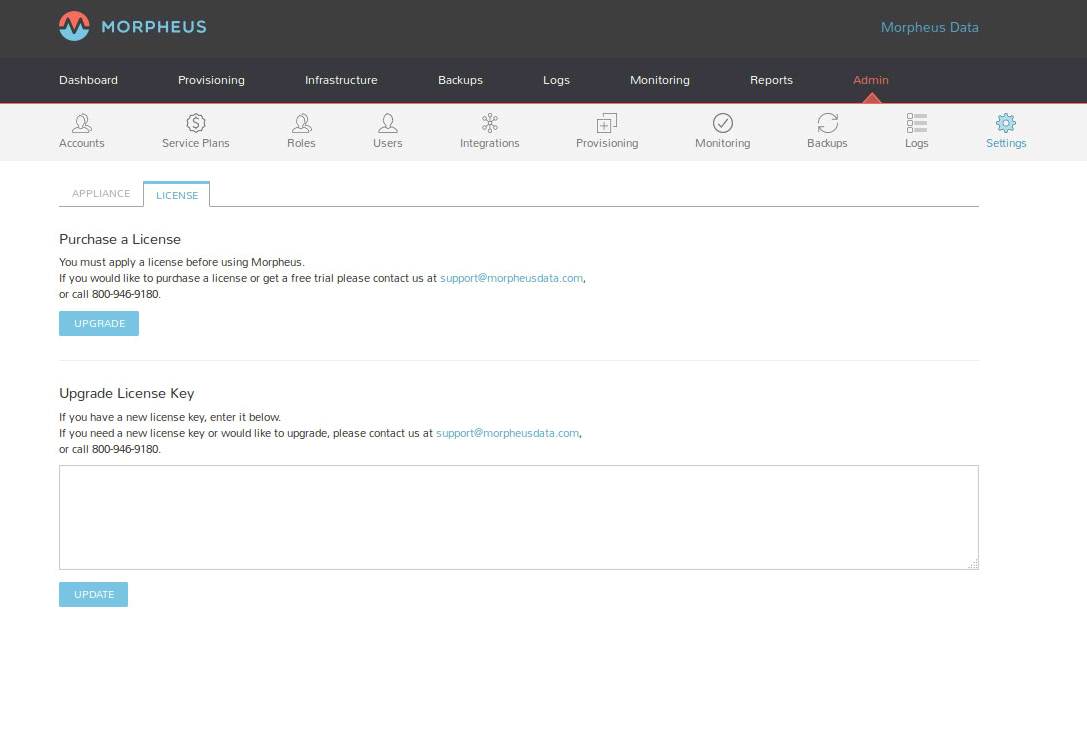 MORPHEUS
Morpheus Data
Dashboard Provisioning Infrastructure Backups Logs Monitoring Reports Admin
Accounts Service Plans Roles Users Integrations Provisioning Monitoring Backups Logs Settings
APPLIANCE LICENSE
Purchase a License
You must apply a license before using Morpheus.
If you would like to purchase a license or get a free trial please contact us at support@morpheusdata.com,
or call 800-946-9180.
UPGRADE
Upgrade License Key
If you have a new license key, enter it below.
If you need a new license key or would like to upgrade, please contact us at support@morpheusdata.com,
or call 800-946-9180.
UPDATE